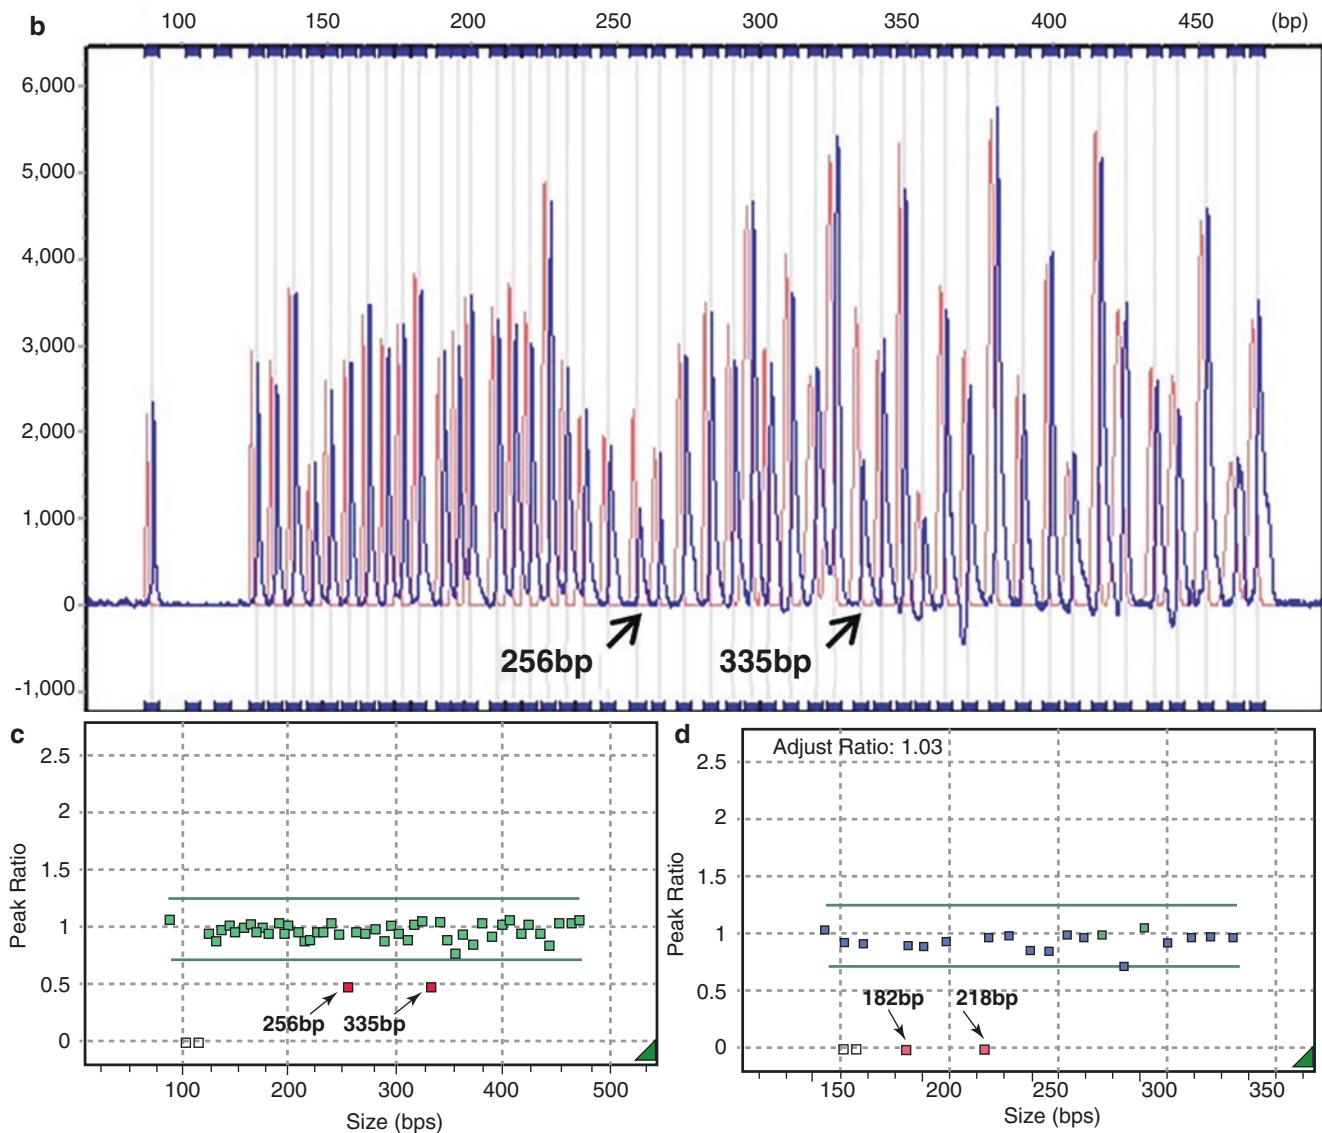 b
100 150 200 250 300 350 400 450 (bp)
6,000
5,000
4,000
3,000
2,000
1,000
0
-1,000
256bp 335bp
c
2.5
2
1.5
1
0.5
0
Peak Ratio
256bp 335bp
100 200 300 400 500
Size (bps)
d
Adjust Ratio: 1.03
2.5
2
1.5
1
0.5
0
Peak Ratio
182bp 218bp
150 200 250 300 350
Size (bps)